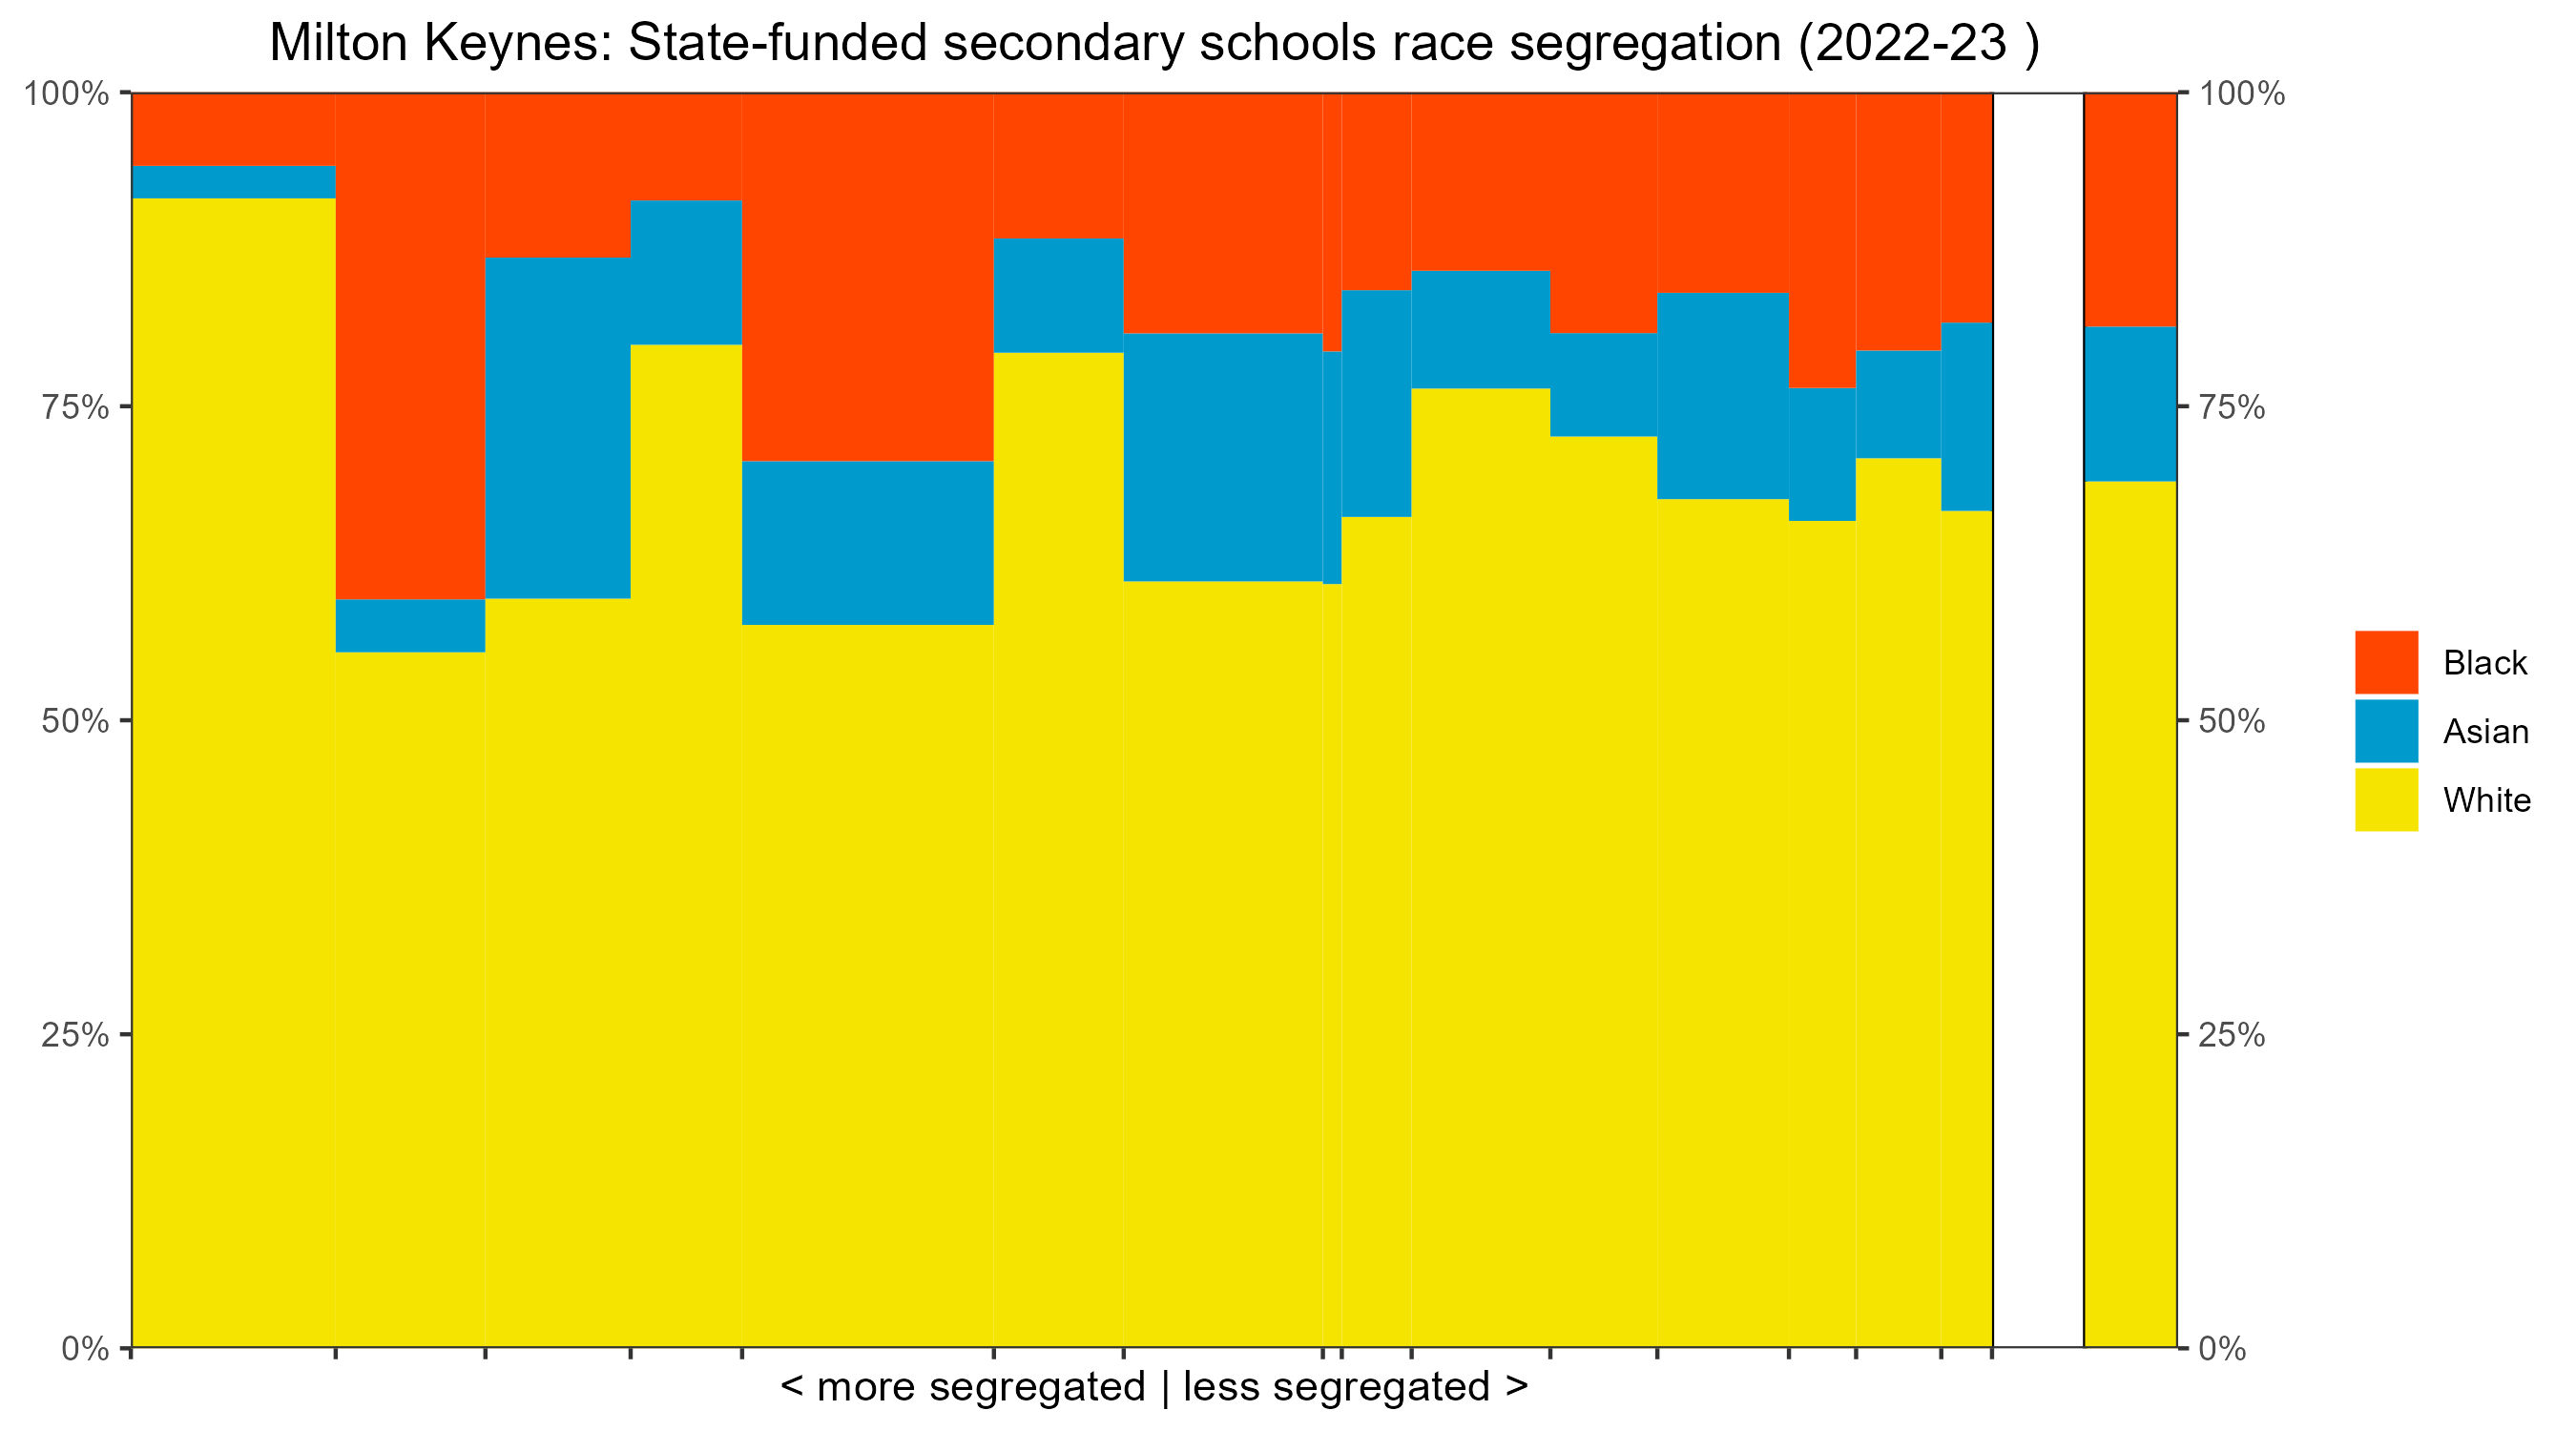 Milton Keynes: State-funded secondary schools race segregation (2022-23 )
100%
75%
50%
25%
0%
100%
75%
50%
25%
0%
Black
Asian
White
< more segregated | less segregated >